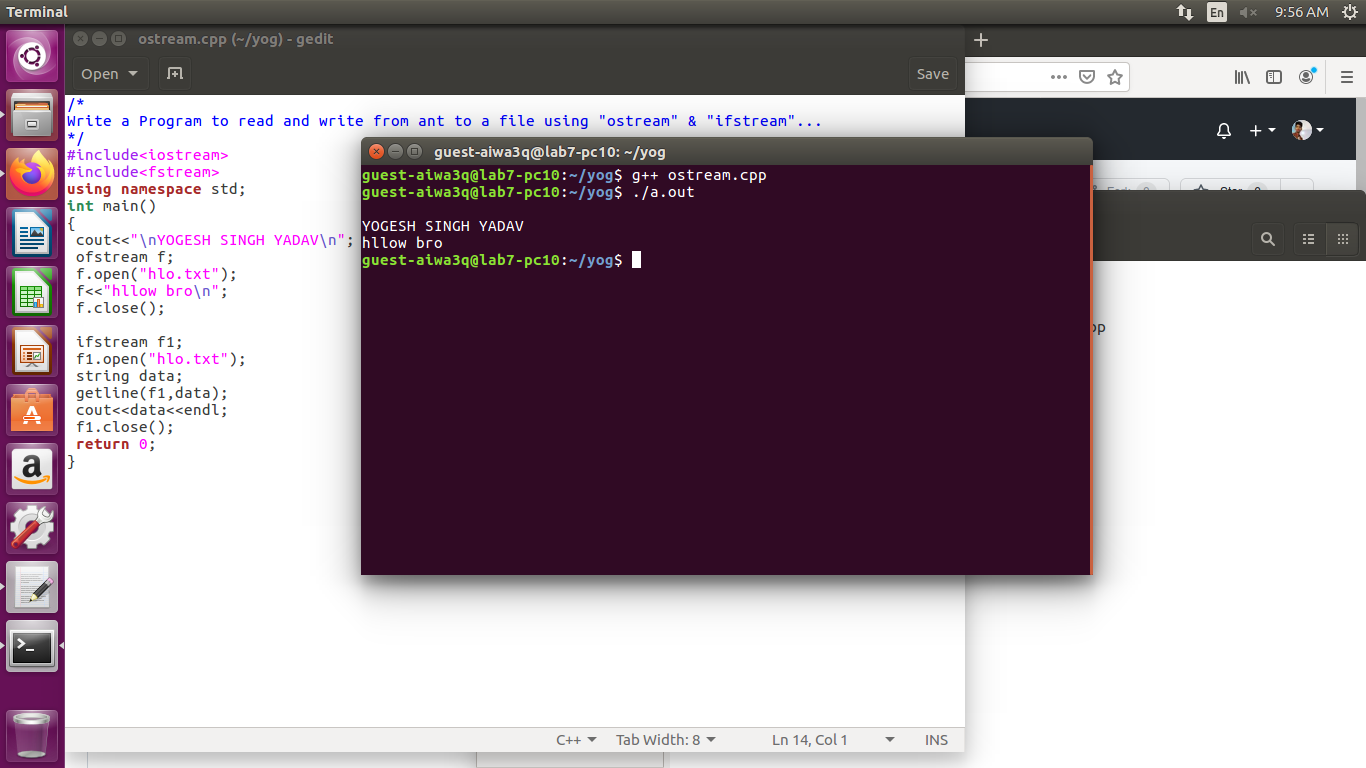 Terminal
En
9:56 AM
ostream.cpp (~/yog) - gedit
Open
Save
/*
Write a Program to read and write from ant to a file using "ostream" & "ifstream"...
*/
#include<iostream>
#include<fstream>
using namespace std;
int main()
{
cout<<"\nYOGESH SINGH YADAV\n";
ofstream f;
f.open("hlo.txt");
f<<"hllow bro\n";
f.close();
ifstream f1;
f1.open("hlo.txt");
string data;
getline(f1,data);
cout<<data<<endl;
f1.close();
return 0;
}
guest-aiwa3q@lab7-pc10: ~/yog
guest-aiwa3q@lab7-pc10:~/yog$ g++ ostream.cpp
guest-aiwa3q@lab7-pc10:~/yog$ ./a.out
YOGESH SINGH YADAV
hllow bro
guest-aiwa3q@lab7-pc10:~/yog$
C++
Tab Width: 8
Ln 14, Col 1
INS